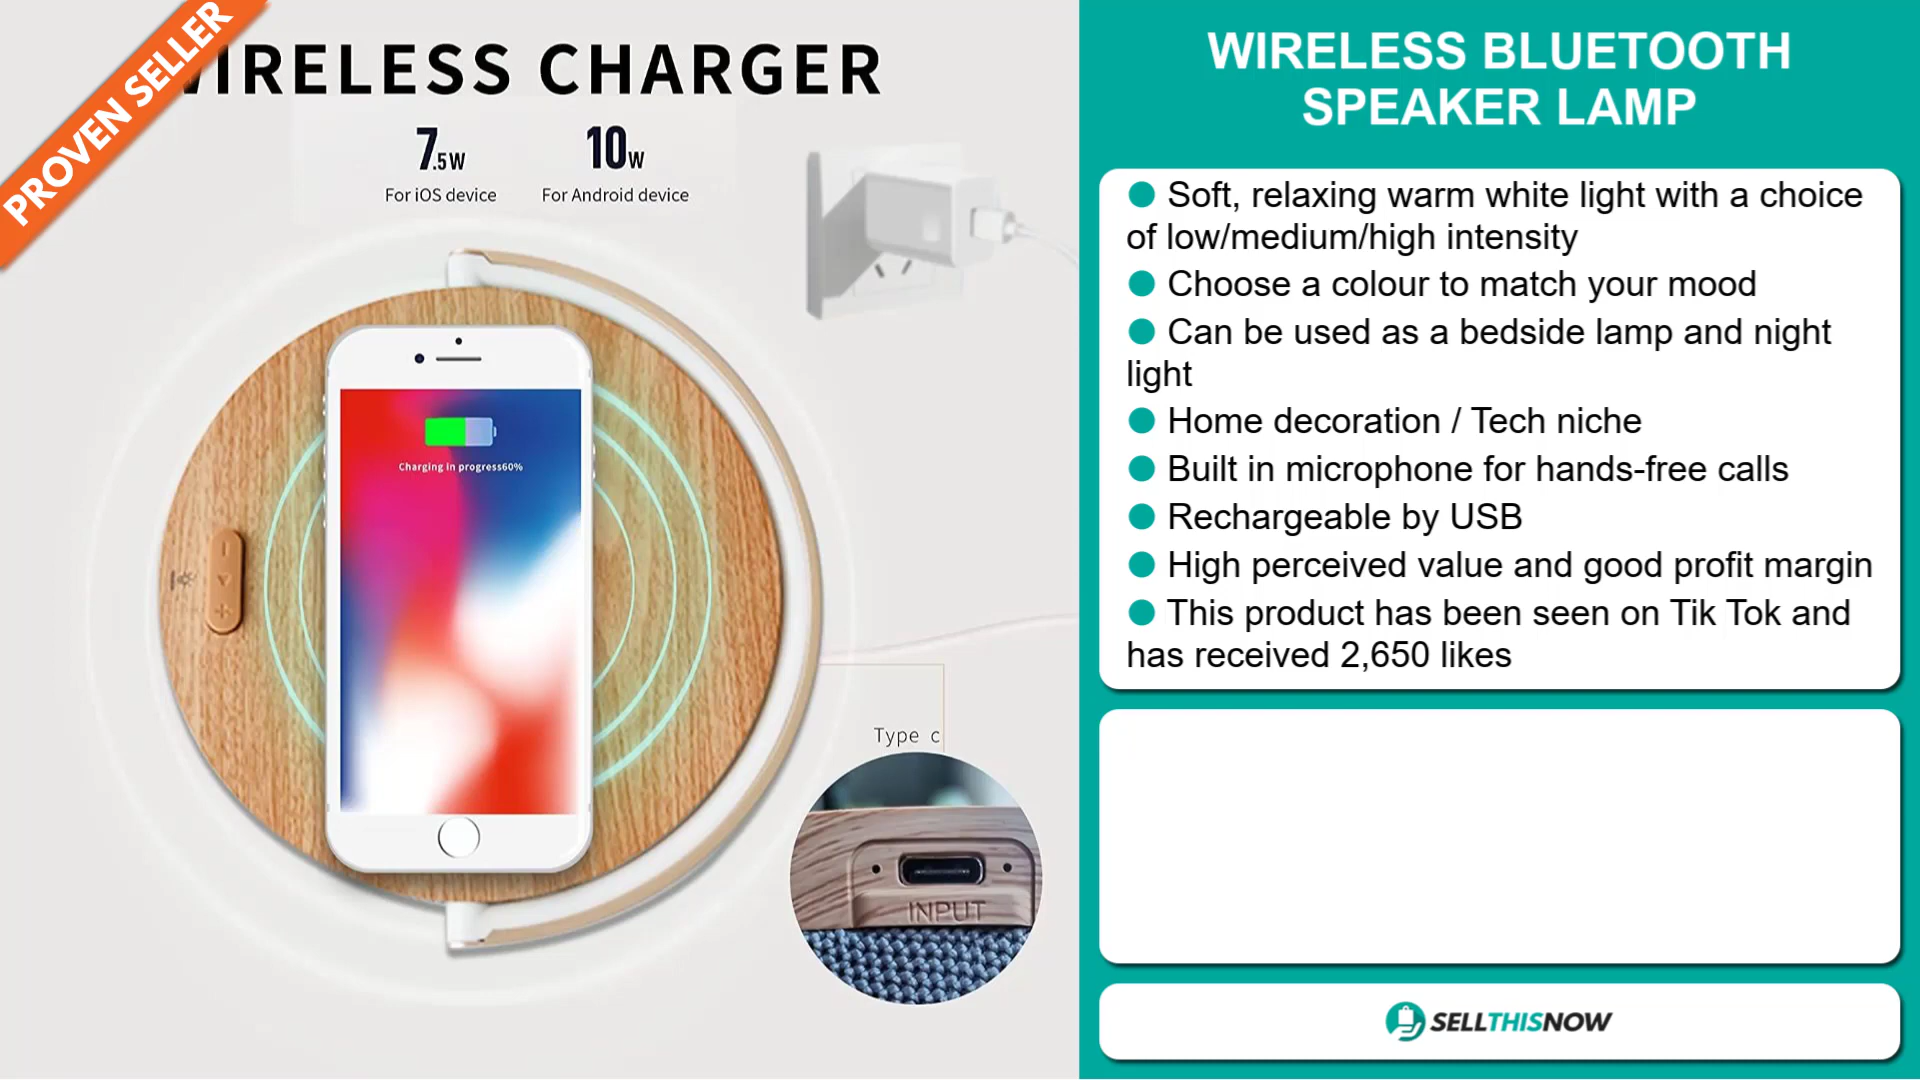 PROVEN SELLER
WIRELESS CHARGER
7.5W
For iOS device
10W
For Android device
Charging in progress60%
Type c
INPUT
WIRELESS BLUETOOTH
SPEAKER LAMP
● Soft, relaxing warm white light with a choice
of low/medium/high intensity
● Choose a colour to match your mood
● Can be used as a bedside lamp and night
light
● Home decoration / Tech niche
● Built in microphone for hands-free calls
● Rechargeable by USB
● High perceived value and good profit margin
● This product has been seen on Tik Tok and
has received 2,650 likes
SELLTHISNOW